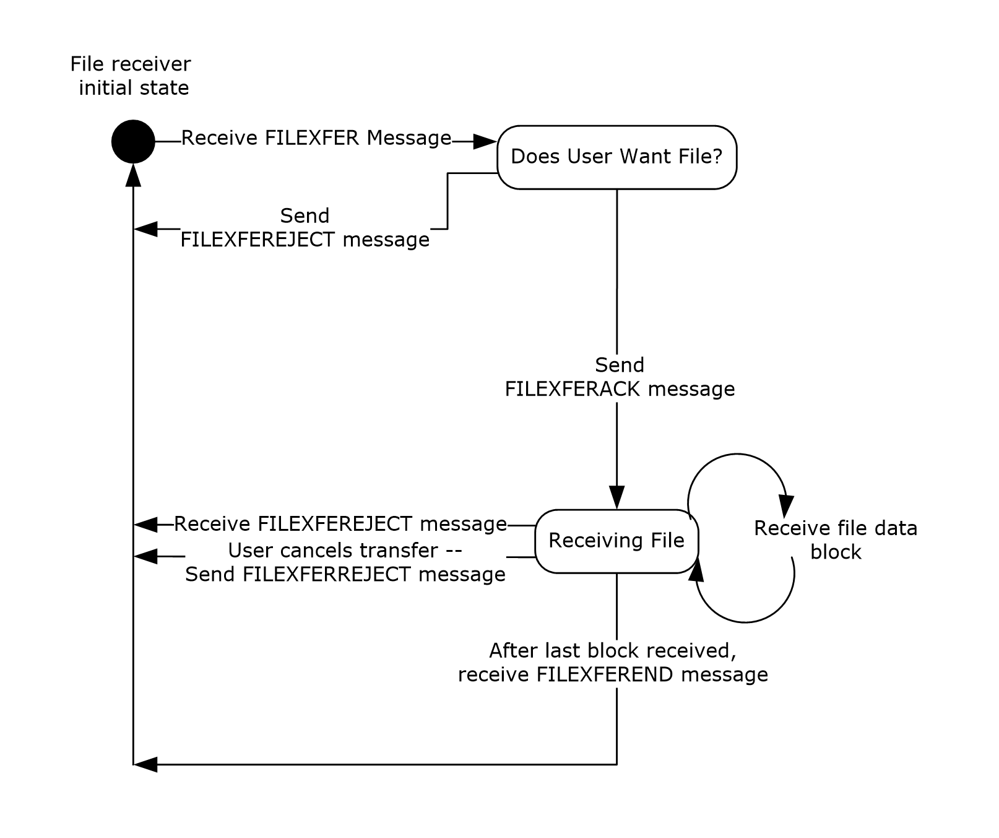 File receiver
initial state
Receive FILEXFER Message
Does User Want File?
Send
FILEXFEREJECT message
Send
FILEXFERACK message
Receive FILEXFEREJECT message
Receiving File
Receive file data
block
User cancels transfer --
Send FILEXFERREJECT message
After last block received,
receive FILEXFEREND message